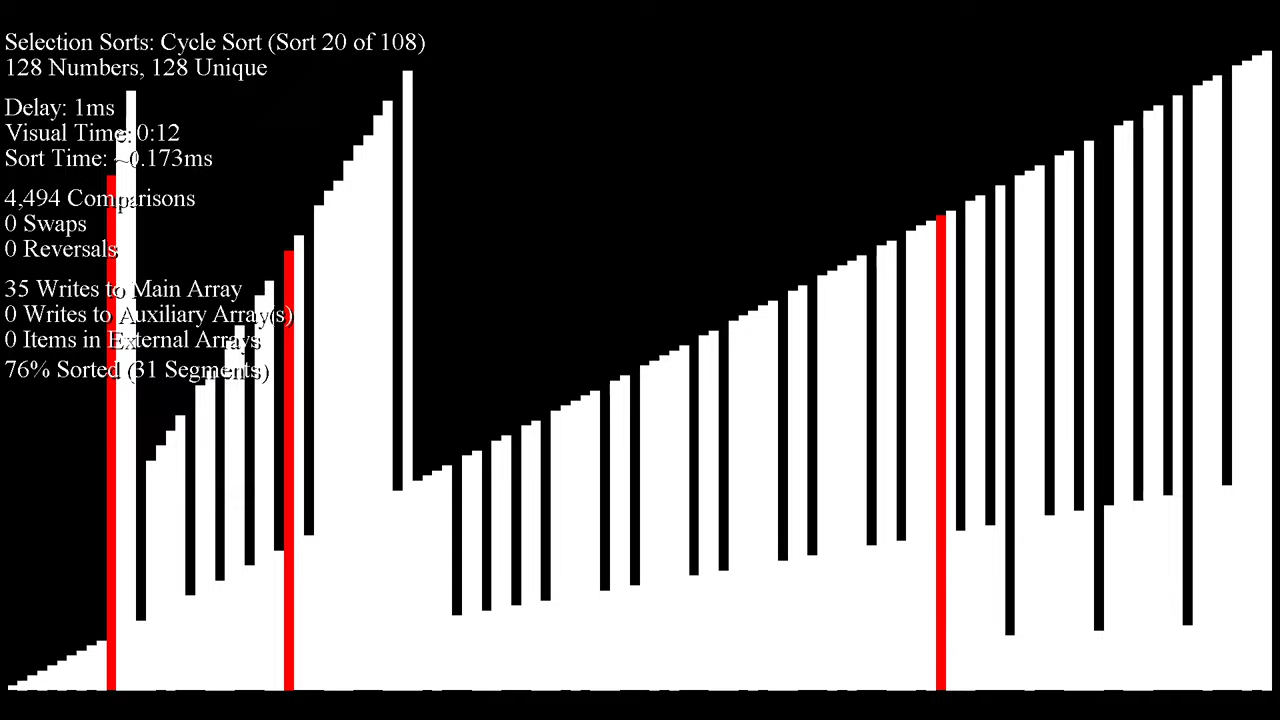 Selection Sorts: Cycle Sort (Sort 20 of 108)
128 Numbers, 128 Unique
Delay: 1ms
Visual Time: 0:12
Sort Time: ~0.173ms
4,494 Comparisons
0 Swaps
0 Reversals
35 Writes to Main Array
0 Writes to Auxiliary Array(s)
0 Items in External Arrays
76% Sorted (31 Segments)